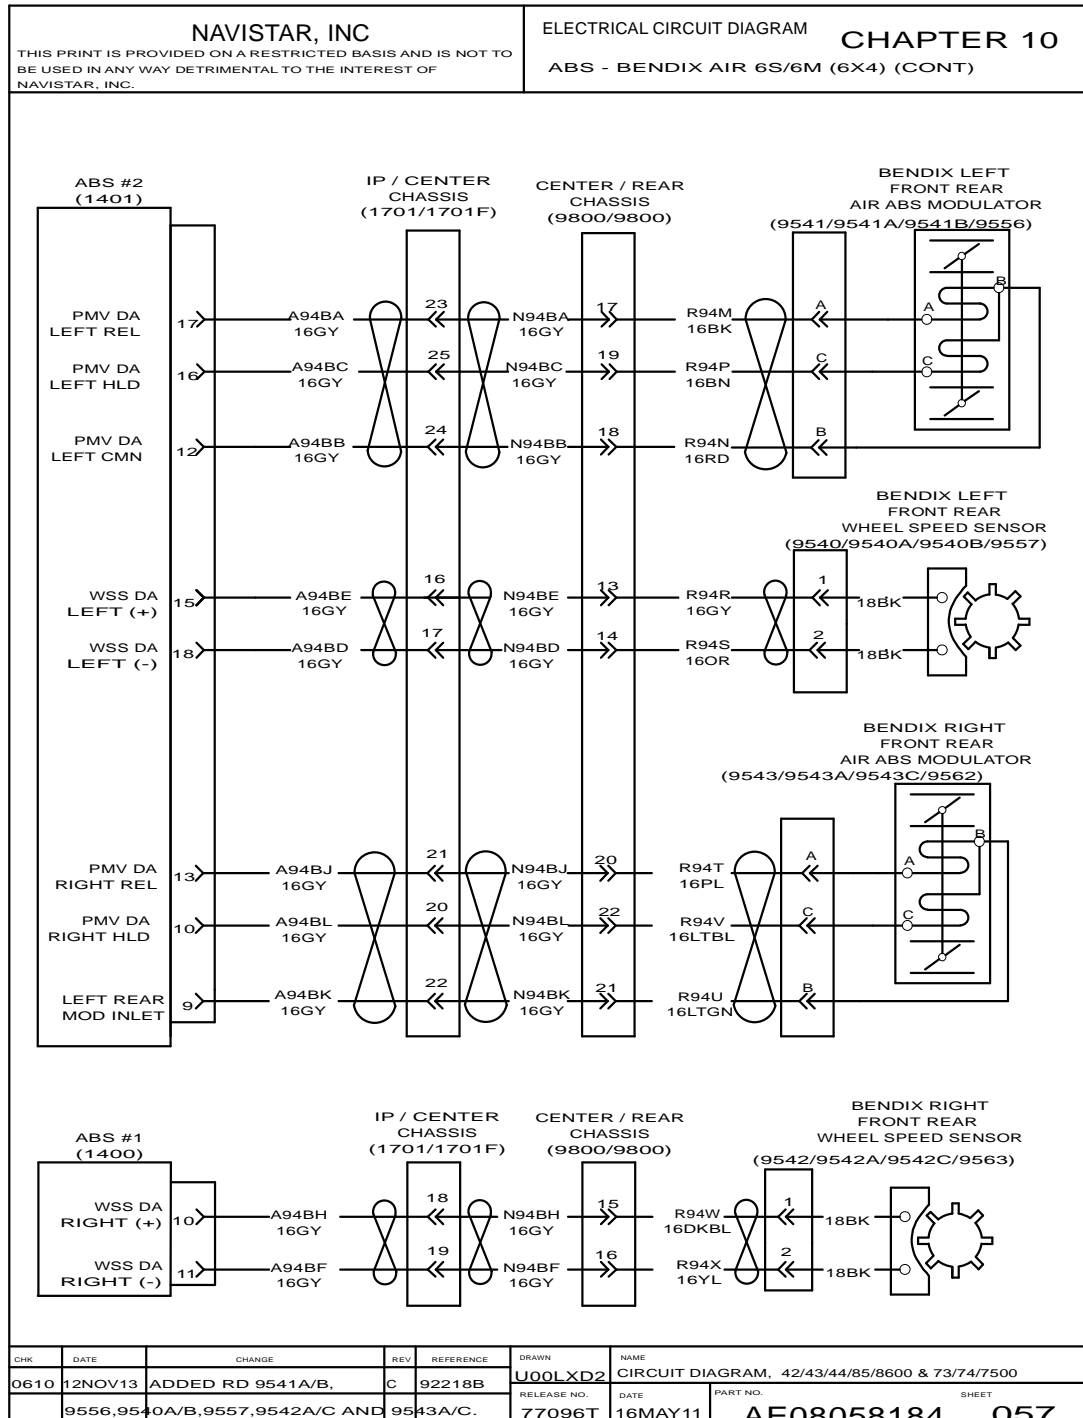 NAVISTAR, INC
THIS PRINT IS PROVIDED ON A RESTRICTED BASIS AND IS NOT TO
BE USED IN ANY WAY DETRIMENTAL TO THE INTEREST OF
NAVISTAR, INC.
ELECTRICAL CIRCUIT DIAGRAM
CHAPTER 10
ABS - BENDIX AIR 6S/6M (6X4) (CONT)
ABS #2
(1401)
IP / CENTER
CHASSIS
(1701/1701F)
CENTER / REAR
CHASSIS
(9800/9800)
BENDIX LEFT
FRONT REAR
AIR ABS MODULATOR
(9541/9541A/9541B/9556)
PMV DA
LEFT REL
17
A94BA
16GY
23
N94BA
16GY
17
R94M
16BK
A
A
B
PMV DA
LEFT HLD
16
A94BC
16GY
25
N94BC
16GY
19
R94P
16BN
C
C
PMV DA
LEFT CMN
12
A94BB
16GY
24
N94BB
16GY
18
R94N
16RD
B
BENDIX LEFT
FRONT REAR
WHEEL SPEED SENSOR
(9540/9540A/9540B/9557)
WSS DA
LEFT (+)
15
A94BE
16GY
16
N94BE
16GY
13
R94R
16GY
1
18BK
WSS DA
LEFT (-)
18
A94BD
16GY
17
N94BD
16GY
14
R94S
16OR
2
18BK
BENDIX RIGHT
FRONT REAR
AIR ABS MODULATOR
(9543/9543A/9543C/9562)
PMV DA
RIGHT REL
13
A94BJ
16GY
21
N94BJ
16GY
20
R94T
16PL
A
A
B
PMV DA
RIGHT HLD
10
A94BL
16GY
20
N94BL
16GY
22
R94V
16LTBL
C
C
LEFT REAR
MOD INLET
9
A94BK
16GY
22
N94BK
16GY
21
R94U
16LTGN
B
ABS #1
(1400)
IP / CENTER
CHASSIS
(1701/1701F)
CENTER / REAR
CHASSIS
(9800/9800)
BENDIX RIGHT
FRONT REAR
WHEEL SPEED SENSOR
(9542/9542A/9542C/9563)
WSS DA
RIGHT (+)
10
A94BH
16GY
18
N94BH
16GY
15
R94W
16DKBL
1
18BK
WSS DA
RIGHT (-)
11
A94BF
16GY
19
N94BF
16GY
16
R94X
16YL
2
18BK
CHK DATE CHANGE REV REFERENCE
0610 12NOV13 ADDED RD 9541A/B, C 92218B
9556,9540A/B,9557,9542A/C AND 9543A/C.
DRAWN
U00LXD2
NAME
CIRCUIT DIAGRAM, 42/43/44/85/8600 & 73/74/7500
RELEASE NO.
77096T
DATE
16MAY11
PART NO.
AE08058184
SHEET
057